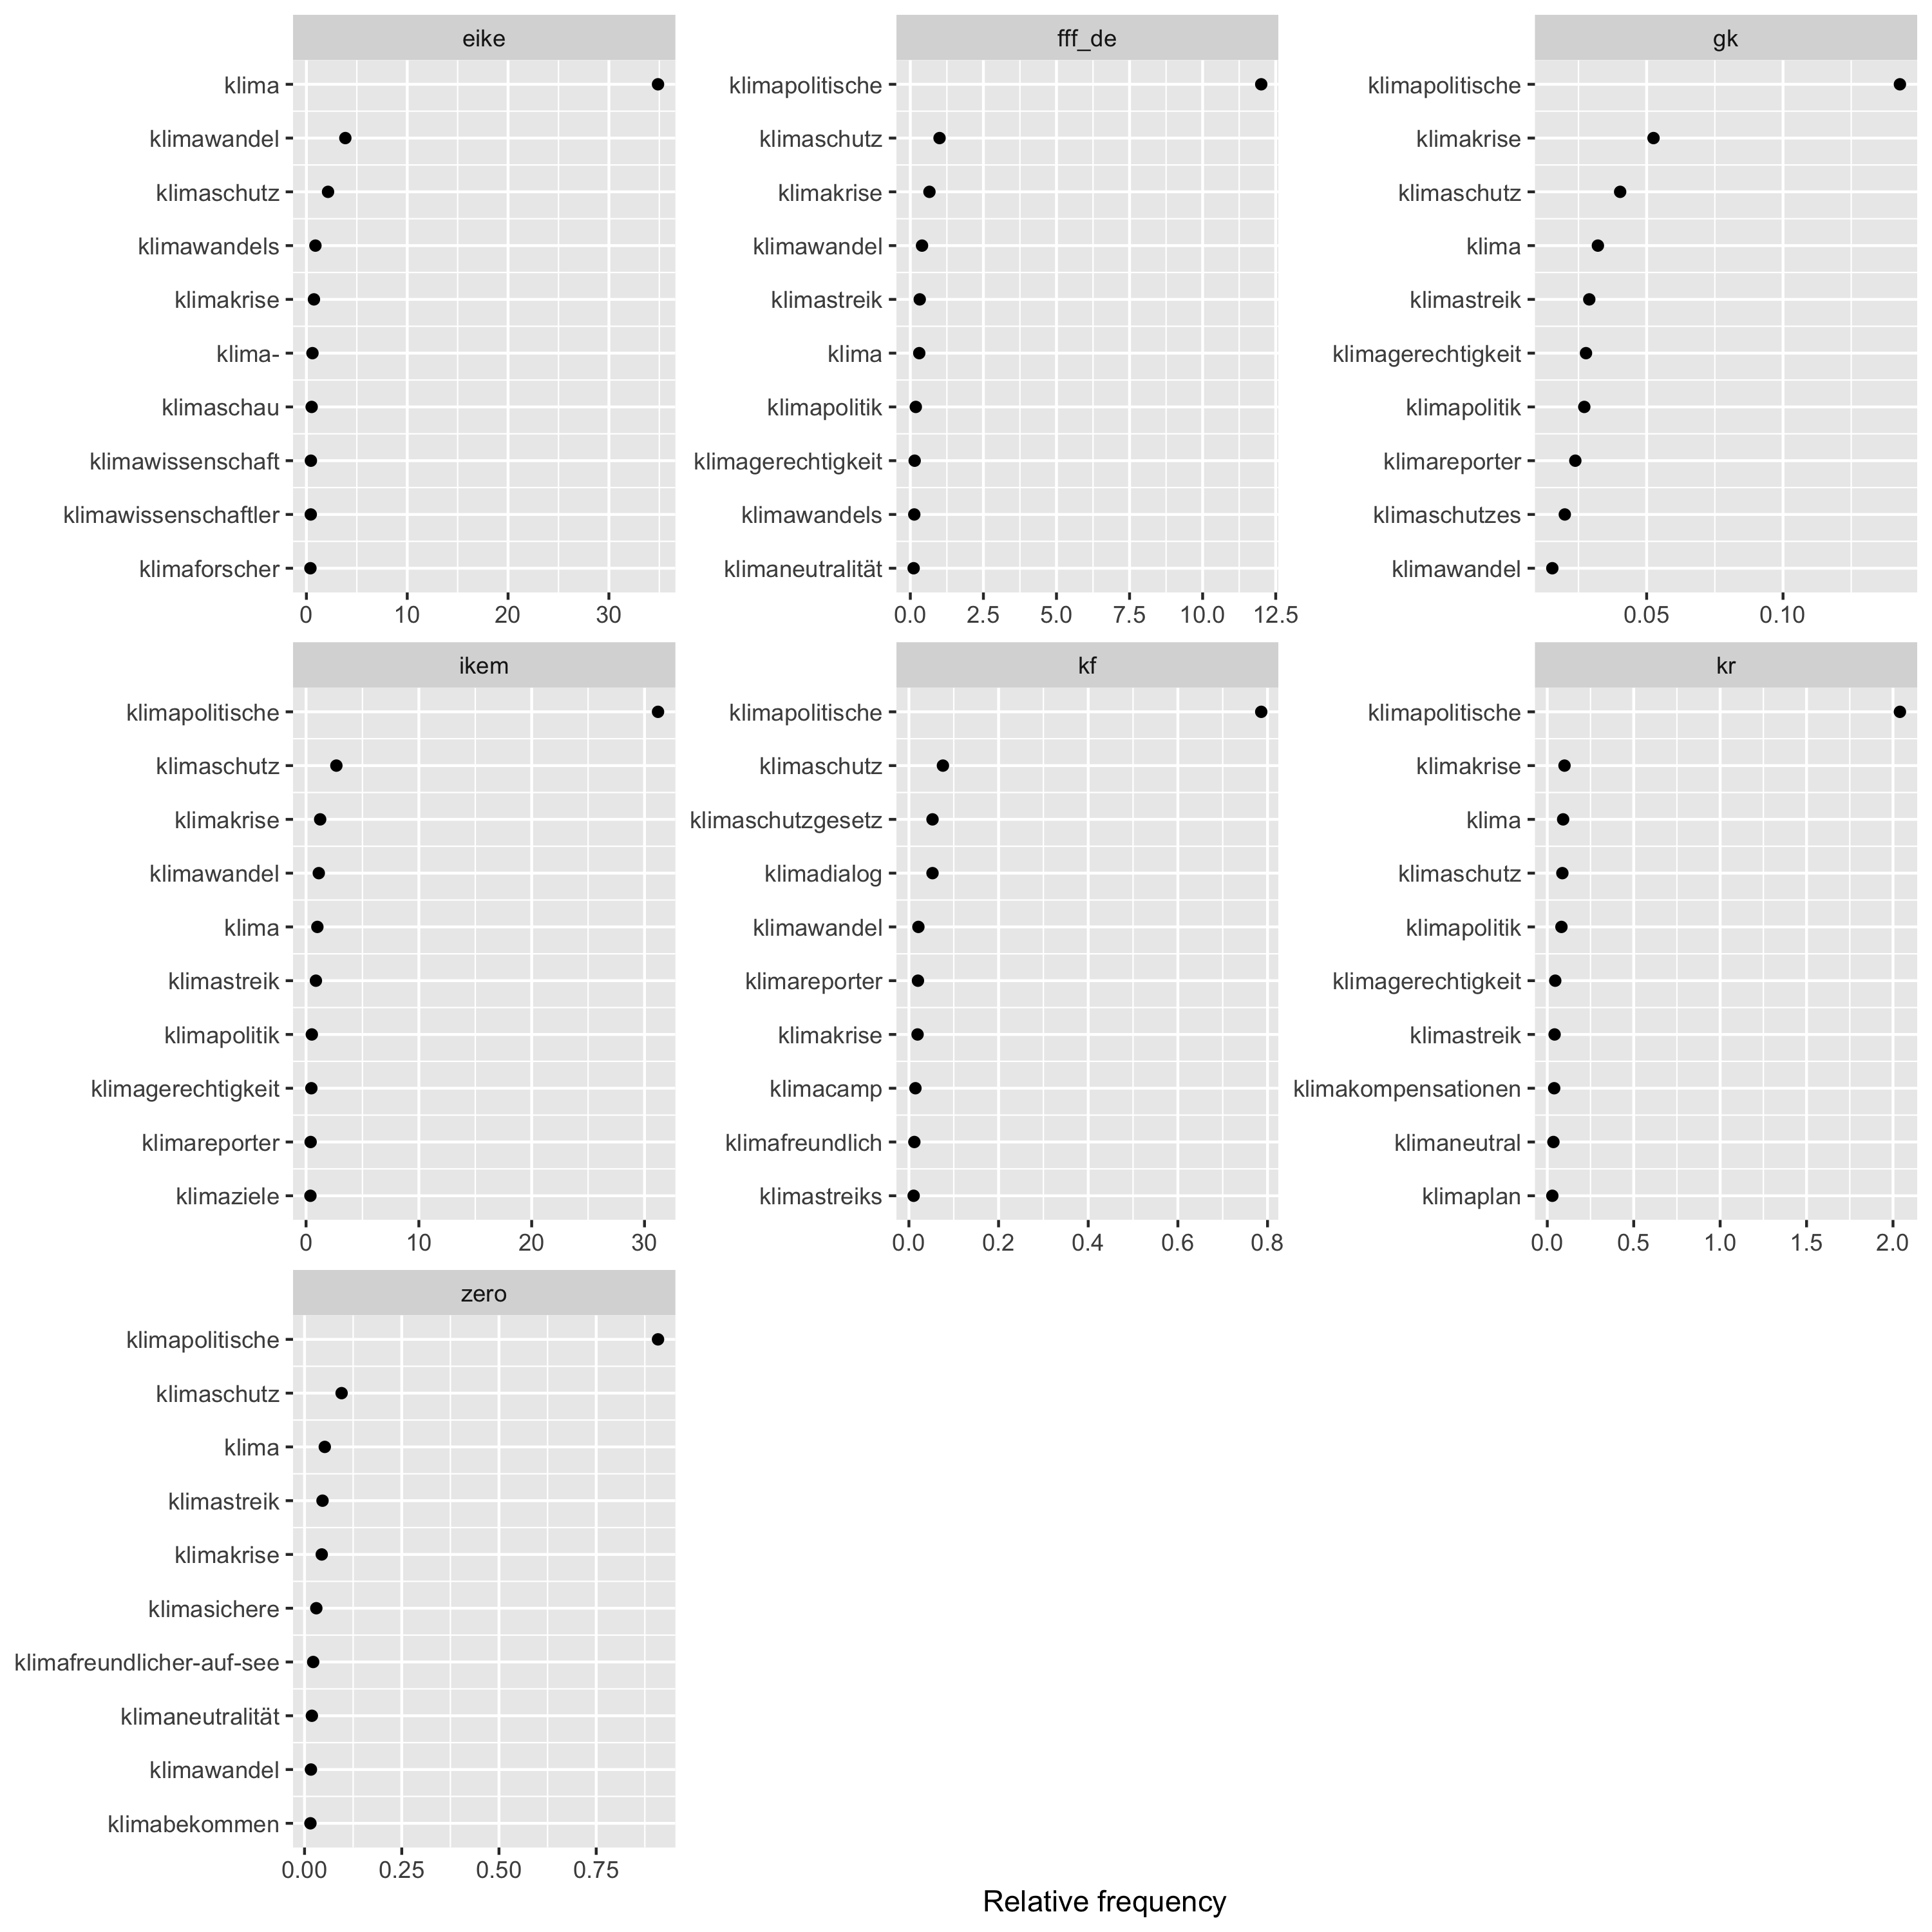 eike
klima
klimawandel
klimaschutz
klimawandels
klimakrise
klima-
klimaschau
klimawissenschaft
klimawissenschaftler
klimaforscher
0 10 20 30
fff_de
klimapolitische
klimaschutz
klimakrise
klimawandel
klimastreik
klima
klimapolitik
klimagerechtigkeit
klimawandels
klimaneutralität
0.0 2.5 5.0 7.5 10.0 12.5
gk
klimapolitische
klimakrise
klimaschutz
klima
klimastreik
klimagerechtigkeit
klimapolitik
klimareporter
klimaschutzes
klimawandel
0.05 0.10
ikem
klimapolitische
klimaschutz
klimakrise
klimawandel
klima
klimastreik
klimapolitik
klimagerechtigkeit
klimareporter
klimaziele
0 10 20 30
kf
klimapolitische
klimaschutz
klimaschutzgesetz
klimadialog
klimawandel
klimareporter
klimakrise
klimacamp
klimafreundlich
klimastreiks
0.0 0.2 0.4 0.6 0.8
kr
klimapolitische
klimakrise
klima
klimaschutz
klimapolitik
klimagerechtigkeit
klimastreik
klimakompensationen
klimaneutral
klimaplan
0.0 0.5 1.0 1.5 2.0
zero
klimapolitische
klimaschutz
klima
klimastreik
klimakrise
klimasichere
klimafreundlicher-auf-see
klimaneutralität
klimawandel
klimabekommen
0.00 0.25 0.50 0.75
Relative frequency